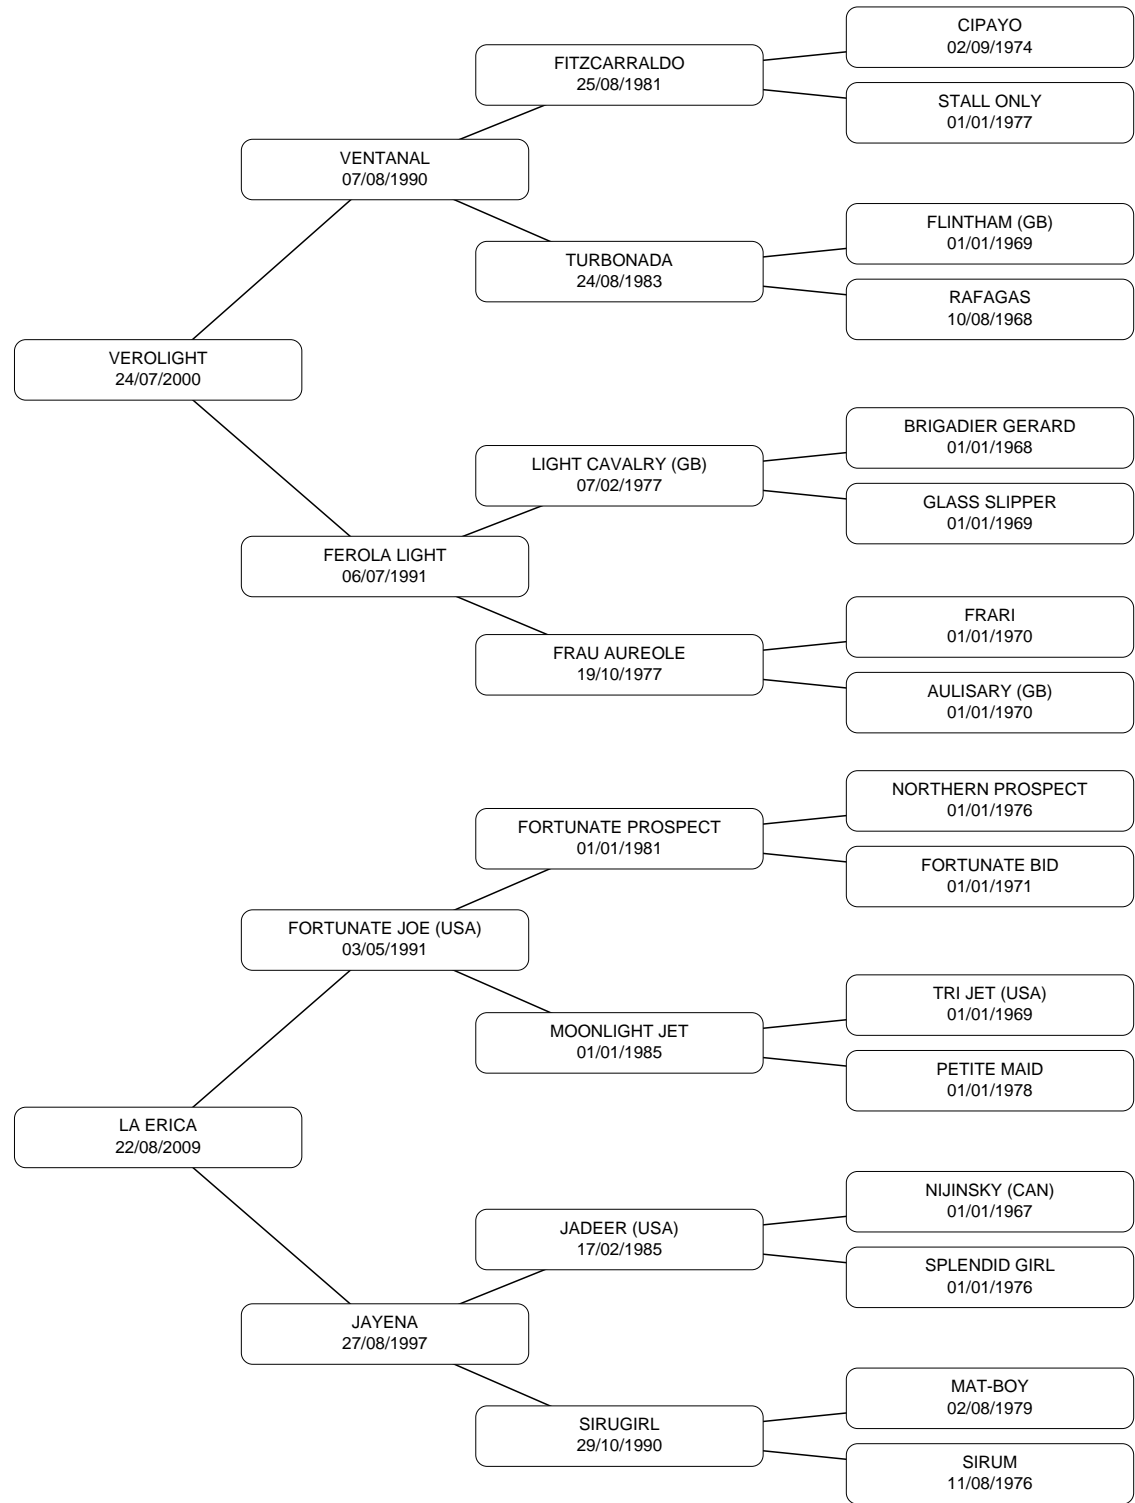 CIPAYO
02/09/1974
FITZCARRALDO
25/08/1981
STALL ONLY
01/01/1977
VENTANAL
07/08/1990
FLINTHAM (GB)
01/01/1969
TURBONADA
24/08/1983
RAFAGAS
10/08/1968
VEROLIGHT
24/07/2000
BRIGADIER GERARD
01/01/1968
LIGHT CAVALRY (GB)
07/02/1977
GLASS SLIPPER
01/01/1969
FEROLA LIGHT
06/07/1991
FRARI
01/01/1970
FRAU AUREOLE
19/10/1977
AULISARY (GB)
01/01/1970
NORTHERN PROSPECT
01/01/1976
FORTUNATE PROSPECT
01/01/1981
FORTUNATE BID
01/01/1971
FORTUNATE JOE (USA)
03/05/1991
TRI JET (USA)
01/01/1969
MOONLIGHT JET
01/01/1985
PETITE MAID
01/01/1978
LA ERICA
22/08/2009
NIJINSKY (CAN)
01/01/1967
JADEER (USA)
17/02/1985
SPLENDID GIRL
01/01/1976
JAYENA
27/08/1997
MAT-BOY
02/08/1979
SIRUGIRL
29/10/1990
SIRUM
11/08/1976